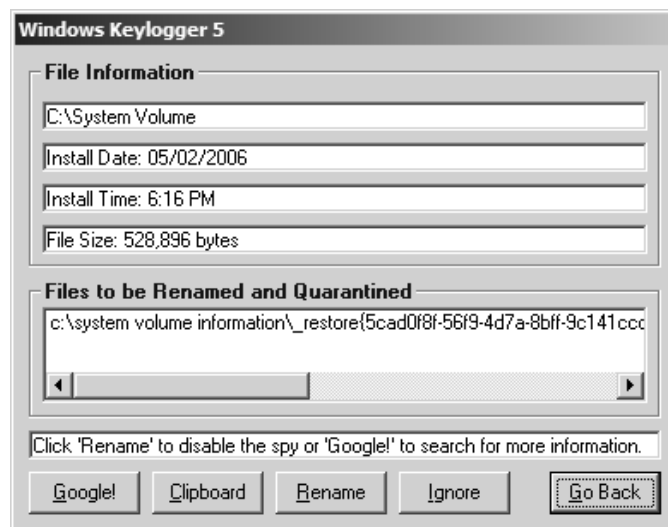 Windows Keylogger 5
File Information
C:\System Volume
Install Date: 05/02/2006
Install Time: 6:16 PM
File Size: 528,896 bytes
Files to be Renamed and Quarantined
c:\system volume information\_restore{5cad0f8f-56f9-4d7a-8bff-9c141ccc
Click 'Rename' to disable the spy or 'Google!' to search for more information.
Google! Clipboard Rename Ignore Go Back